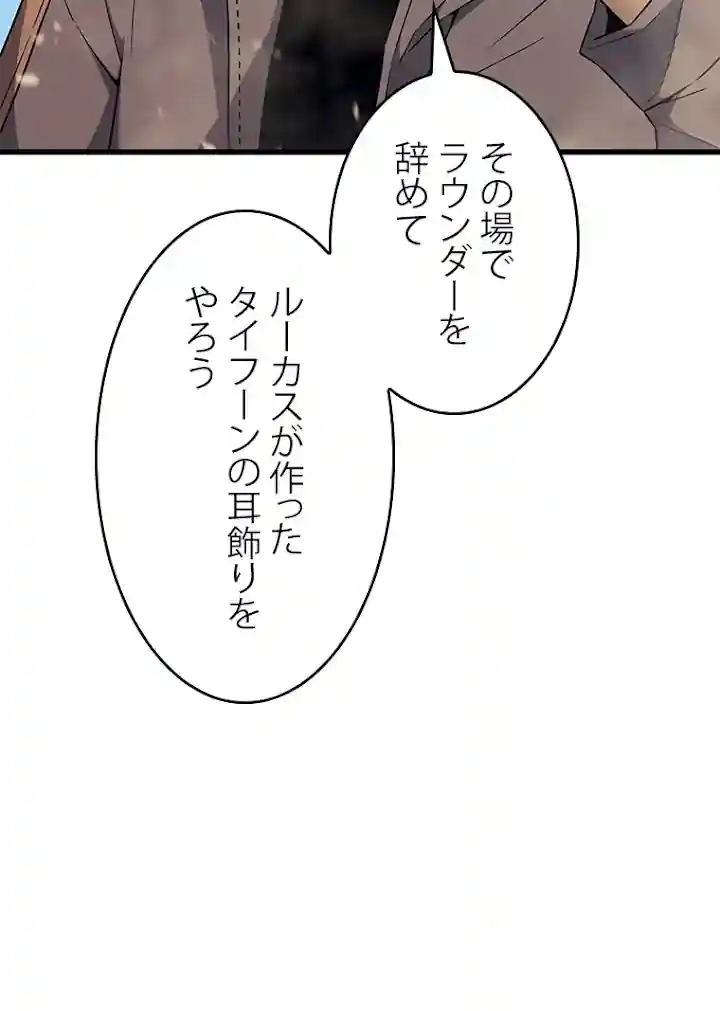 その場で
ラウンダーを
辞めて
ルーカスが作った
タイフーンの耳飾りを
やろう